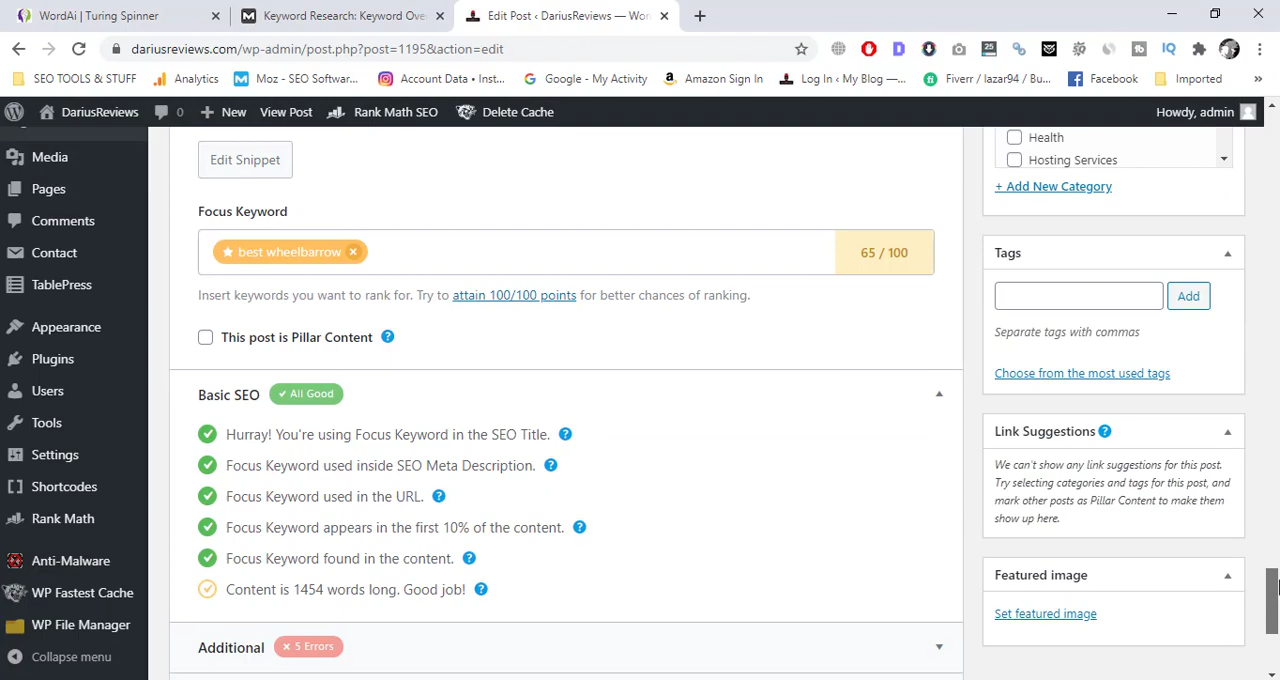 WordAi | Turing Spinner
Keyword Research: Keyword Ove
Edit Post ‹ DariusReviews — Wor
dariusreviews.com/wp-admin/post.php?post=1195&action=edit
SEO TOOLS & STUFF
Analytics
Moz - SEO Software...
Account Data • Inst...
Google - My Activity
Amazon Sign In
Log In ‹ My Blog —...
Fiverr / lazar94 / Bu...
Facebook
Imported
DariusReviews
0
New
View Post
Rank Math SEO
Delete Cache
Howdy, admin
Media
Pages
Comments
Contact
TablePress
Appearance
Plugins
Users
Tools
Settings
Shortcodes
Rank Math
Anti-Malware
WP Fastest Cache
WP File Manager
Collapse menu
Edit Snippet
Focus Keyword
best wheelbarrow
65 / 100
Insert keywords you want to rank for. Try to attain 100/100 points for better chances of ranking.
This post is Pillar Content
Basic SEO
All Good
Hurray! You're using Focus Keyword in the SEO Title.
Focus Keyword used inside SEO Meta Description.
Focus Keyword used in the URL.
Focus Keyword appears in the first 10% of the content.
Focus Keyword found in the content.
Content is 1454 words long. Good job!
Additional
× 5 Errors
Health
Hosting Services
+ Add New Category
Tags
Add
Separate tags with commas
Choose from the most used tags
Link Suggestions
We can't show any link suggestions for this post.
Try selecting categories and tags for this post, and
mark other posts as Pillar Content to make them
show up here.
Featured image
Set featured image